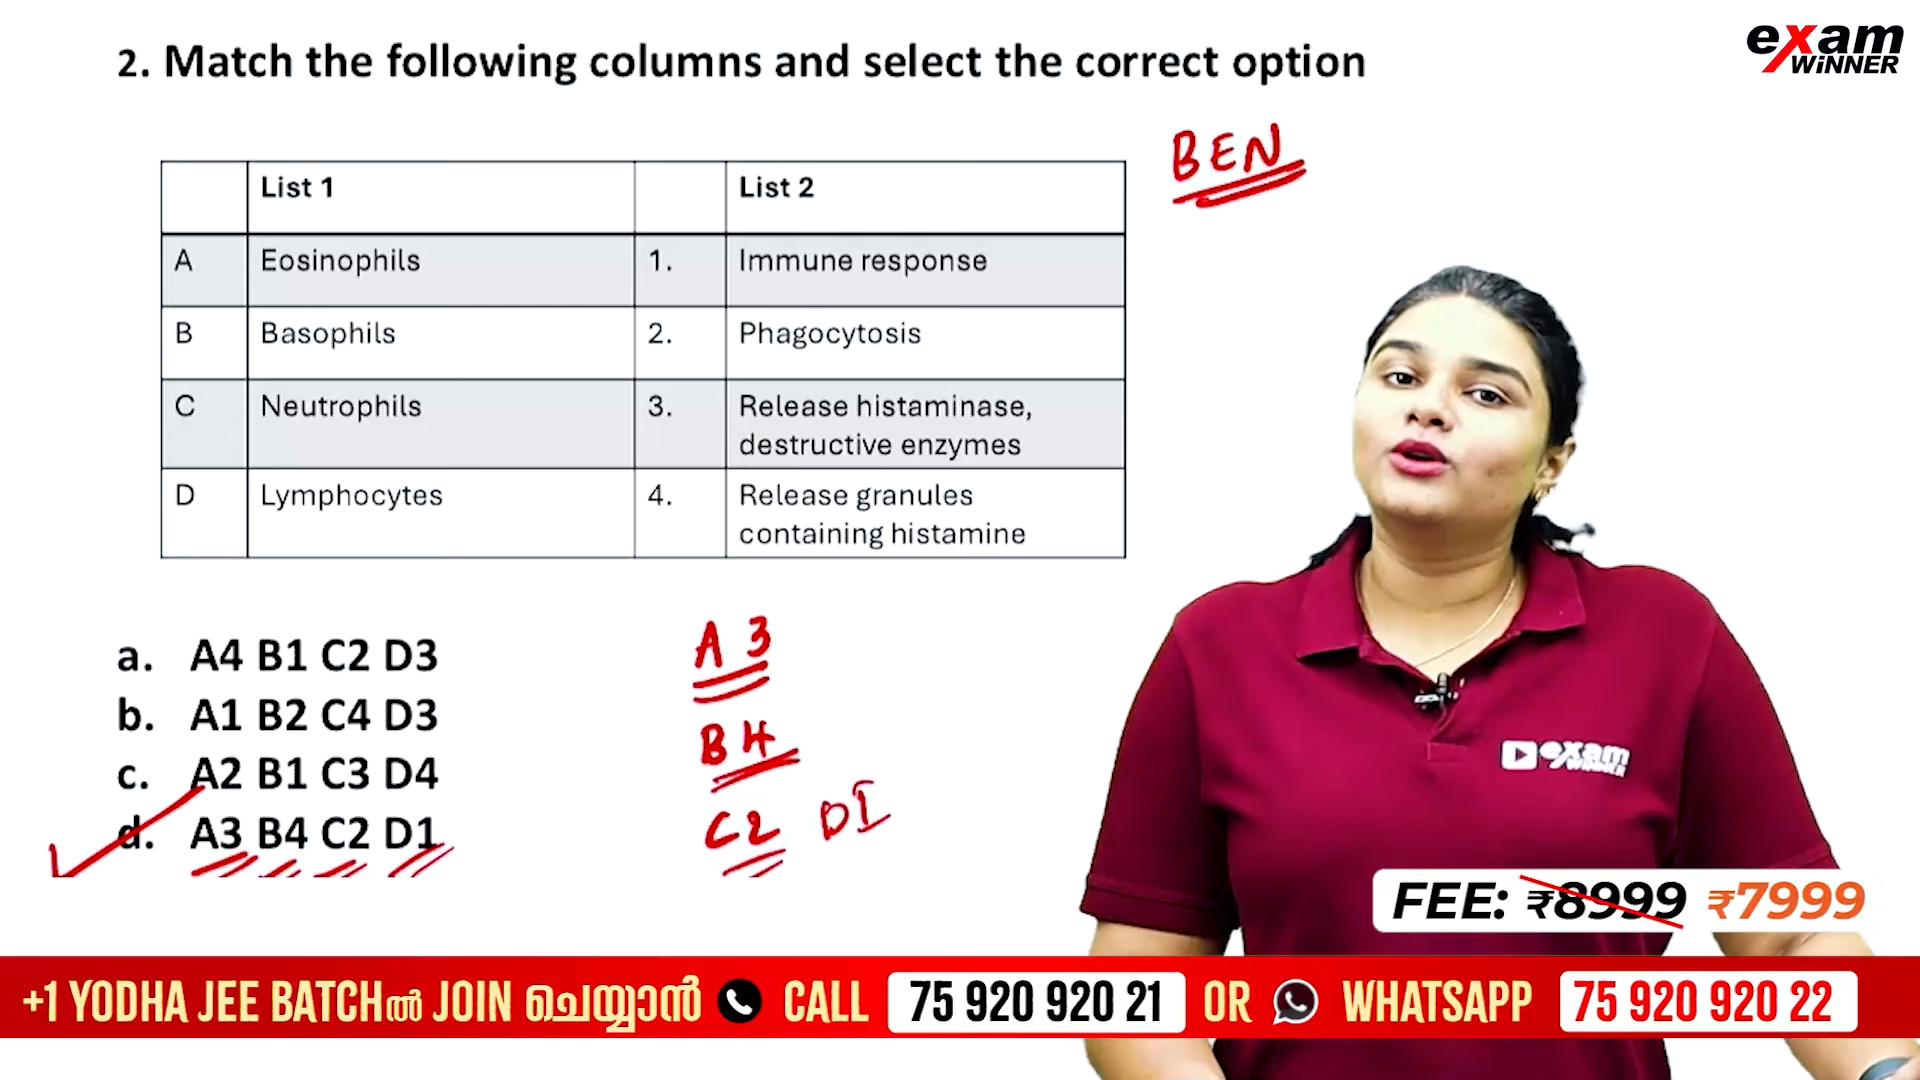 2. Match the following columns and select the correct option
exam
WiNNER
BEN
List 1 List 2
A Eosinophils 1. Immune response
B Basophils 2. Phagocytosis
C Neutrophils 3. Release histaminase,
destructive enzymes
D Lymphocytes 4. Release granules
containing histamine
a. A4 B1 C2 D3
b. A1 B2 C4 D3
c. A2 B1 C3 D4
d. A3 B4 C2 D1
A 3
B 4
C2 D1
exam
WINNER
FEE: ₹8999 ₹7999
+1 YODHA JEE BATCHൽ JOIN ചെയ്യാൻ CALL 75 920 920 21 OR WHATSAPP 75 920 920 22